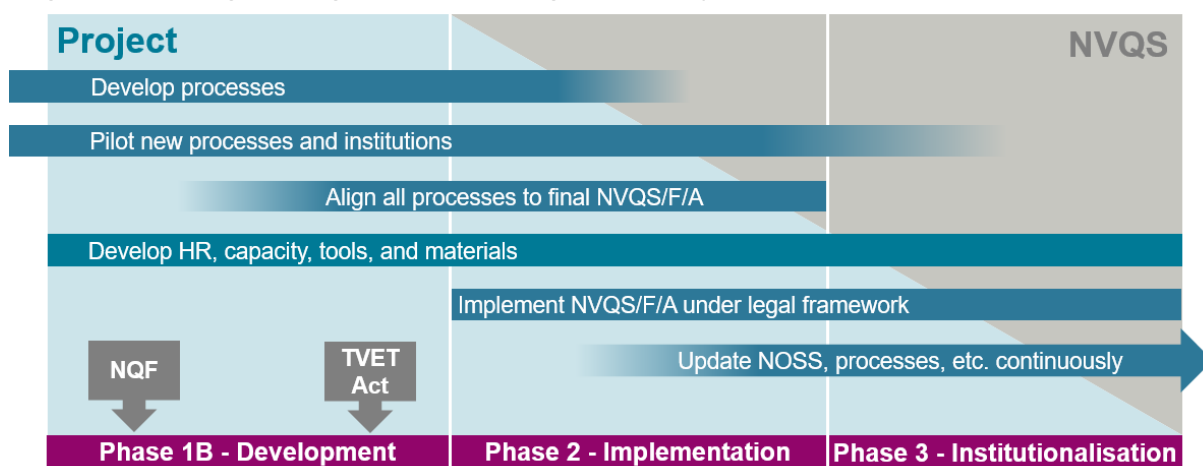 Project
NVQS
Develop processes
Pilot new processes and institutions
Align all processes to final NVQS/F/A
Develop HR, capacity, tools, and materials
Implement NVQS/F/A under legal framework
Update NOSS, processes, etc. continuously
NQF
TVET
Act
Phase 1B - Development
Phase 2 - Implementation
Phase 3 - Institutionalisation